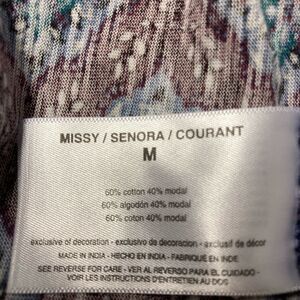 MISSY / SENORA / COURANT
M
60% cotton 40% modal
60% algodón 40% modal
60% coton 40% modal
exclusive of decoration - exclusivo de decoracion - exclusif de décor
MADE IN INDIA - HECHO EN INDIA - FABRIQUÉ EN INDE
SEE REVERSE FOR CARE - VER AL REVERSO PARA EL CUIDADO -
VOIR LES INSTRUCTIONS D'ENTRETIEN AU DOS